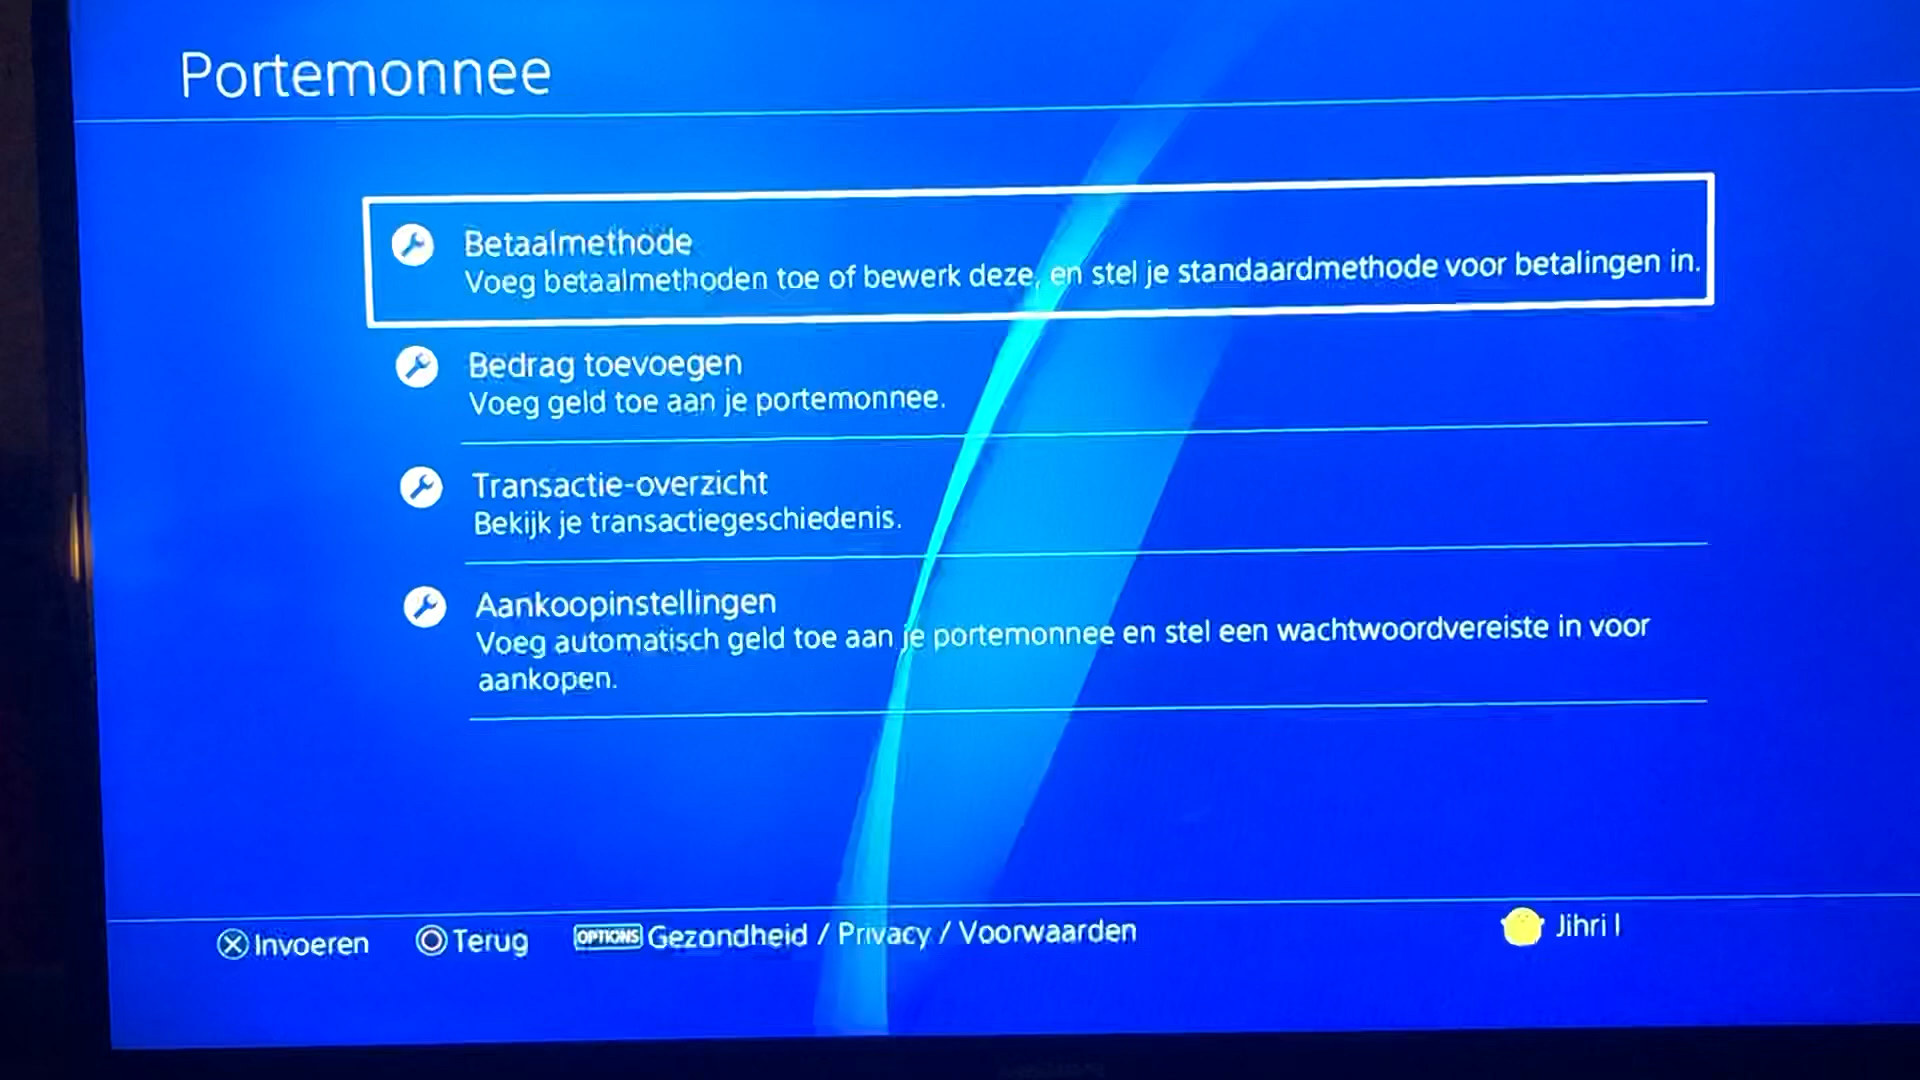 Portemonnee
Betaalmethode
Voeg betaalmethoden toe of bewerk deze, en stel je standaardmethode voor betalingen in.
Bedrag toevoegen
Voeg geld toe aan je portemonnee.
Transactie-overzicht
Bekijk je transactiegeschiedenis.
Aankoopinstellingen
Voeg automatisch geld toe aan je portemonnee en stel een wachtwoordvereiste in voor
aankopen.
Invoeren Terug OPTIONS Gezondheid / Privacy / Voorwaarden Jihri l